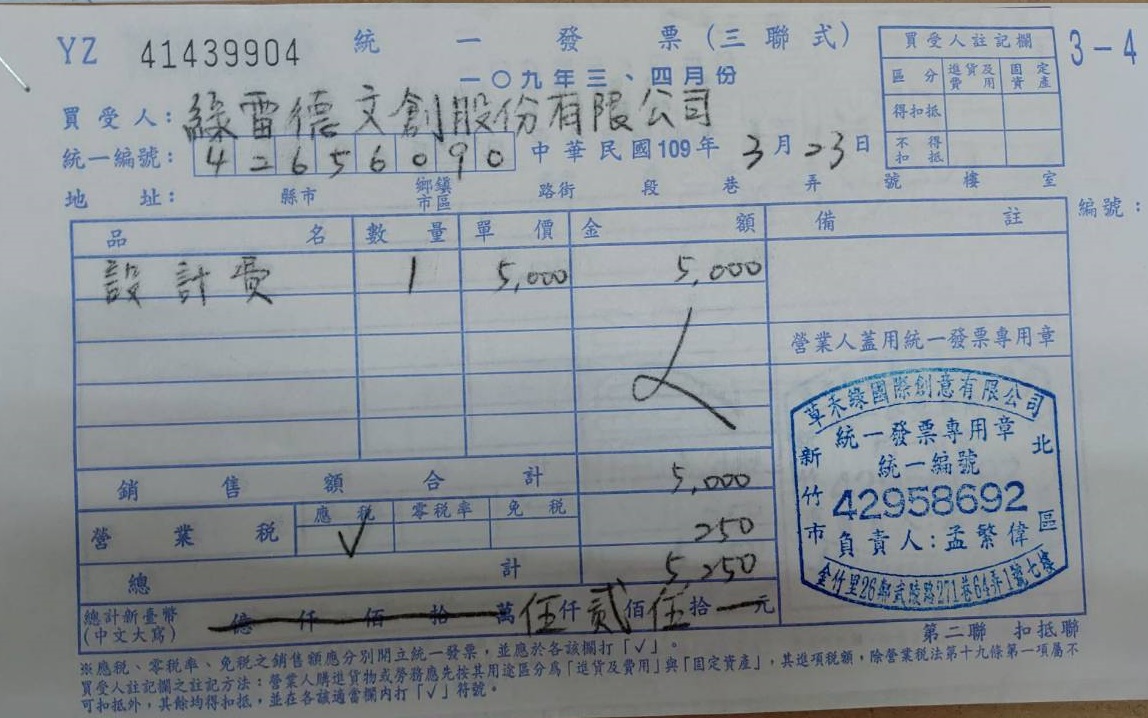 YZ 41439904 統一發票(三聯式)
一〇九年三、四月份
3-4
買受人註記欄
區分 進貨及費用 固定資產
得扣抵
不得扣抵
買受人：綠雷德文創股份有限公司
統一編號：42656090 中華民國109年3月23日
地址： 縣市 鄉鎮市區 路街 段 巷 弄 號 樓 室
編號：
品名 數量 單價 金額 備註
設計費 1 5,000 5,000
營業人蓋用統一發票專用章
銷售額合計 5,000
營業稅 應稅 √ 零稅率 免稅 250
總計 5,250
總計新臺幣(中文大寫) 億仟佰拾萬伍仟貳佰伍拾元
草禾緣國際創意有限公司
統一發票專用章
統一編號
42958692
負責人：孟繁偉
新竹市
北區
金竹里26鄰武陵路271巷64弄1號七樓
第二聯 扣抵聯
※應稅、零稅率、免稅之銷售額應分別開立統一發票，並應於各該欄打「√」。
買受人註記欄之註記方法：營業人購進貨物或勞務應先按其用途區分為「進貨及費用」與「固定資產」，其進項稅額，除營業稅法第十九條第一項屬不
可扣抵外，其餘均得扣抵，並在各該適當欄內打「√」符號。